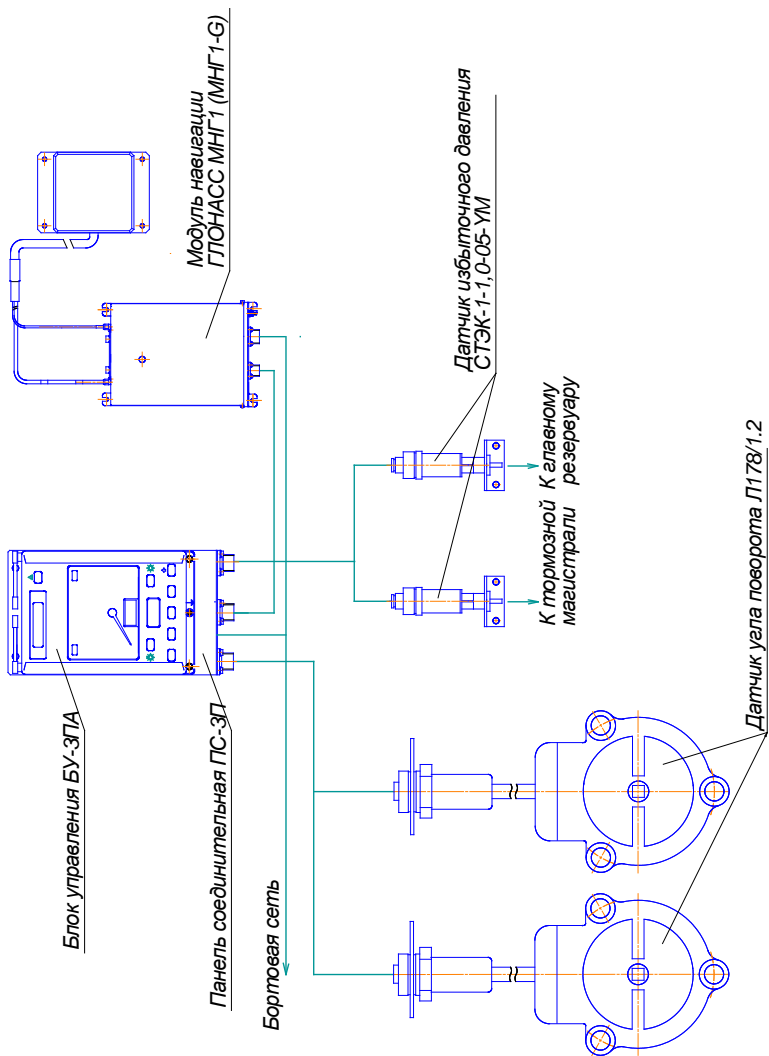 Блок управления БУ-3ПА
Панель соединительная ПС-3П
Бортовая сеть
Модуль навигации
ГЛОНАСС МНГ1 (МНГ1-G)
Датчик избыточного давления
СТЭК-1-1,0-05-УМ
К тормозной
магистрали
К главному
резервуару
Датчик угла поворота Л178/1.2